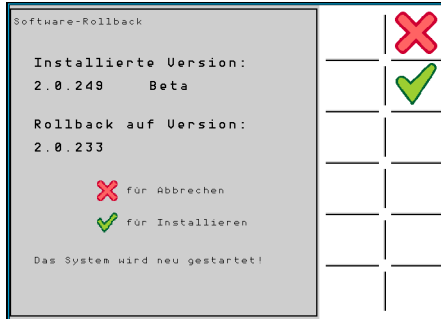 Software-Rollback
Installierte Version:
2.0.249 Beta
Rollback auf Version:
2.0.233
für Abbrechen
für Installieren
Das System wird neu gestartet!